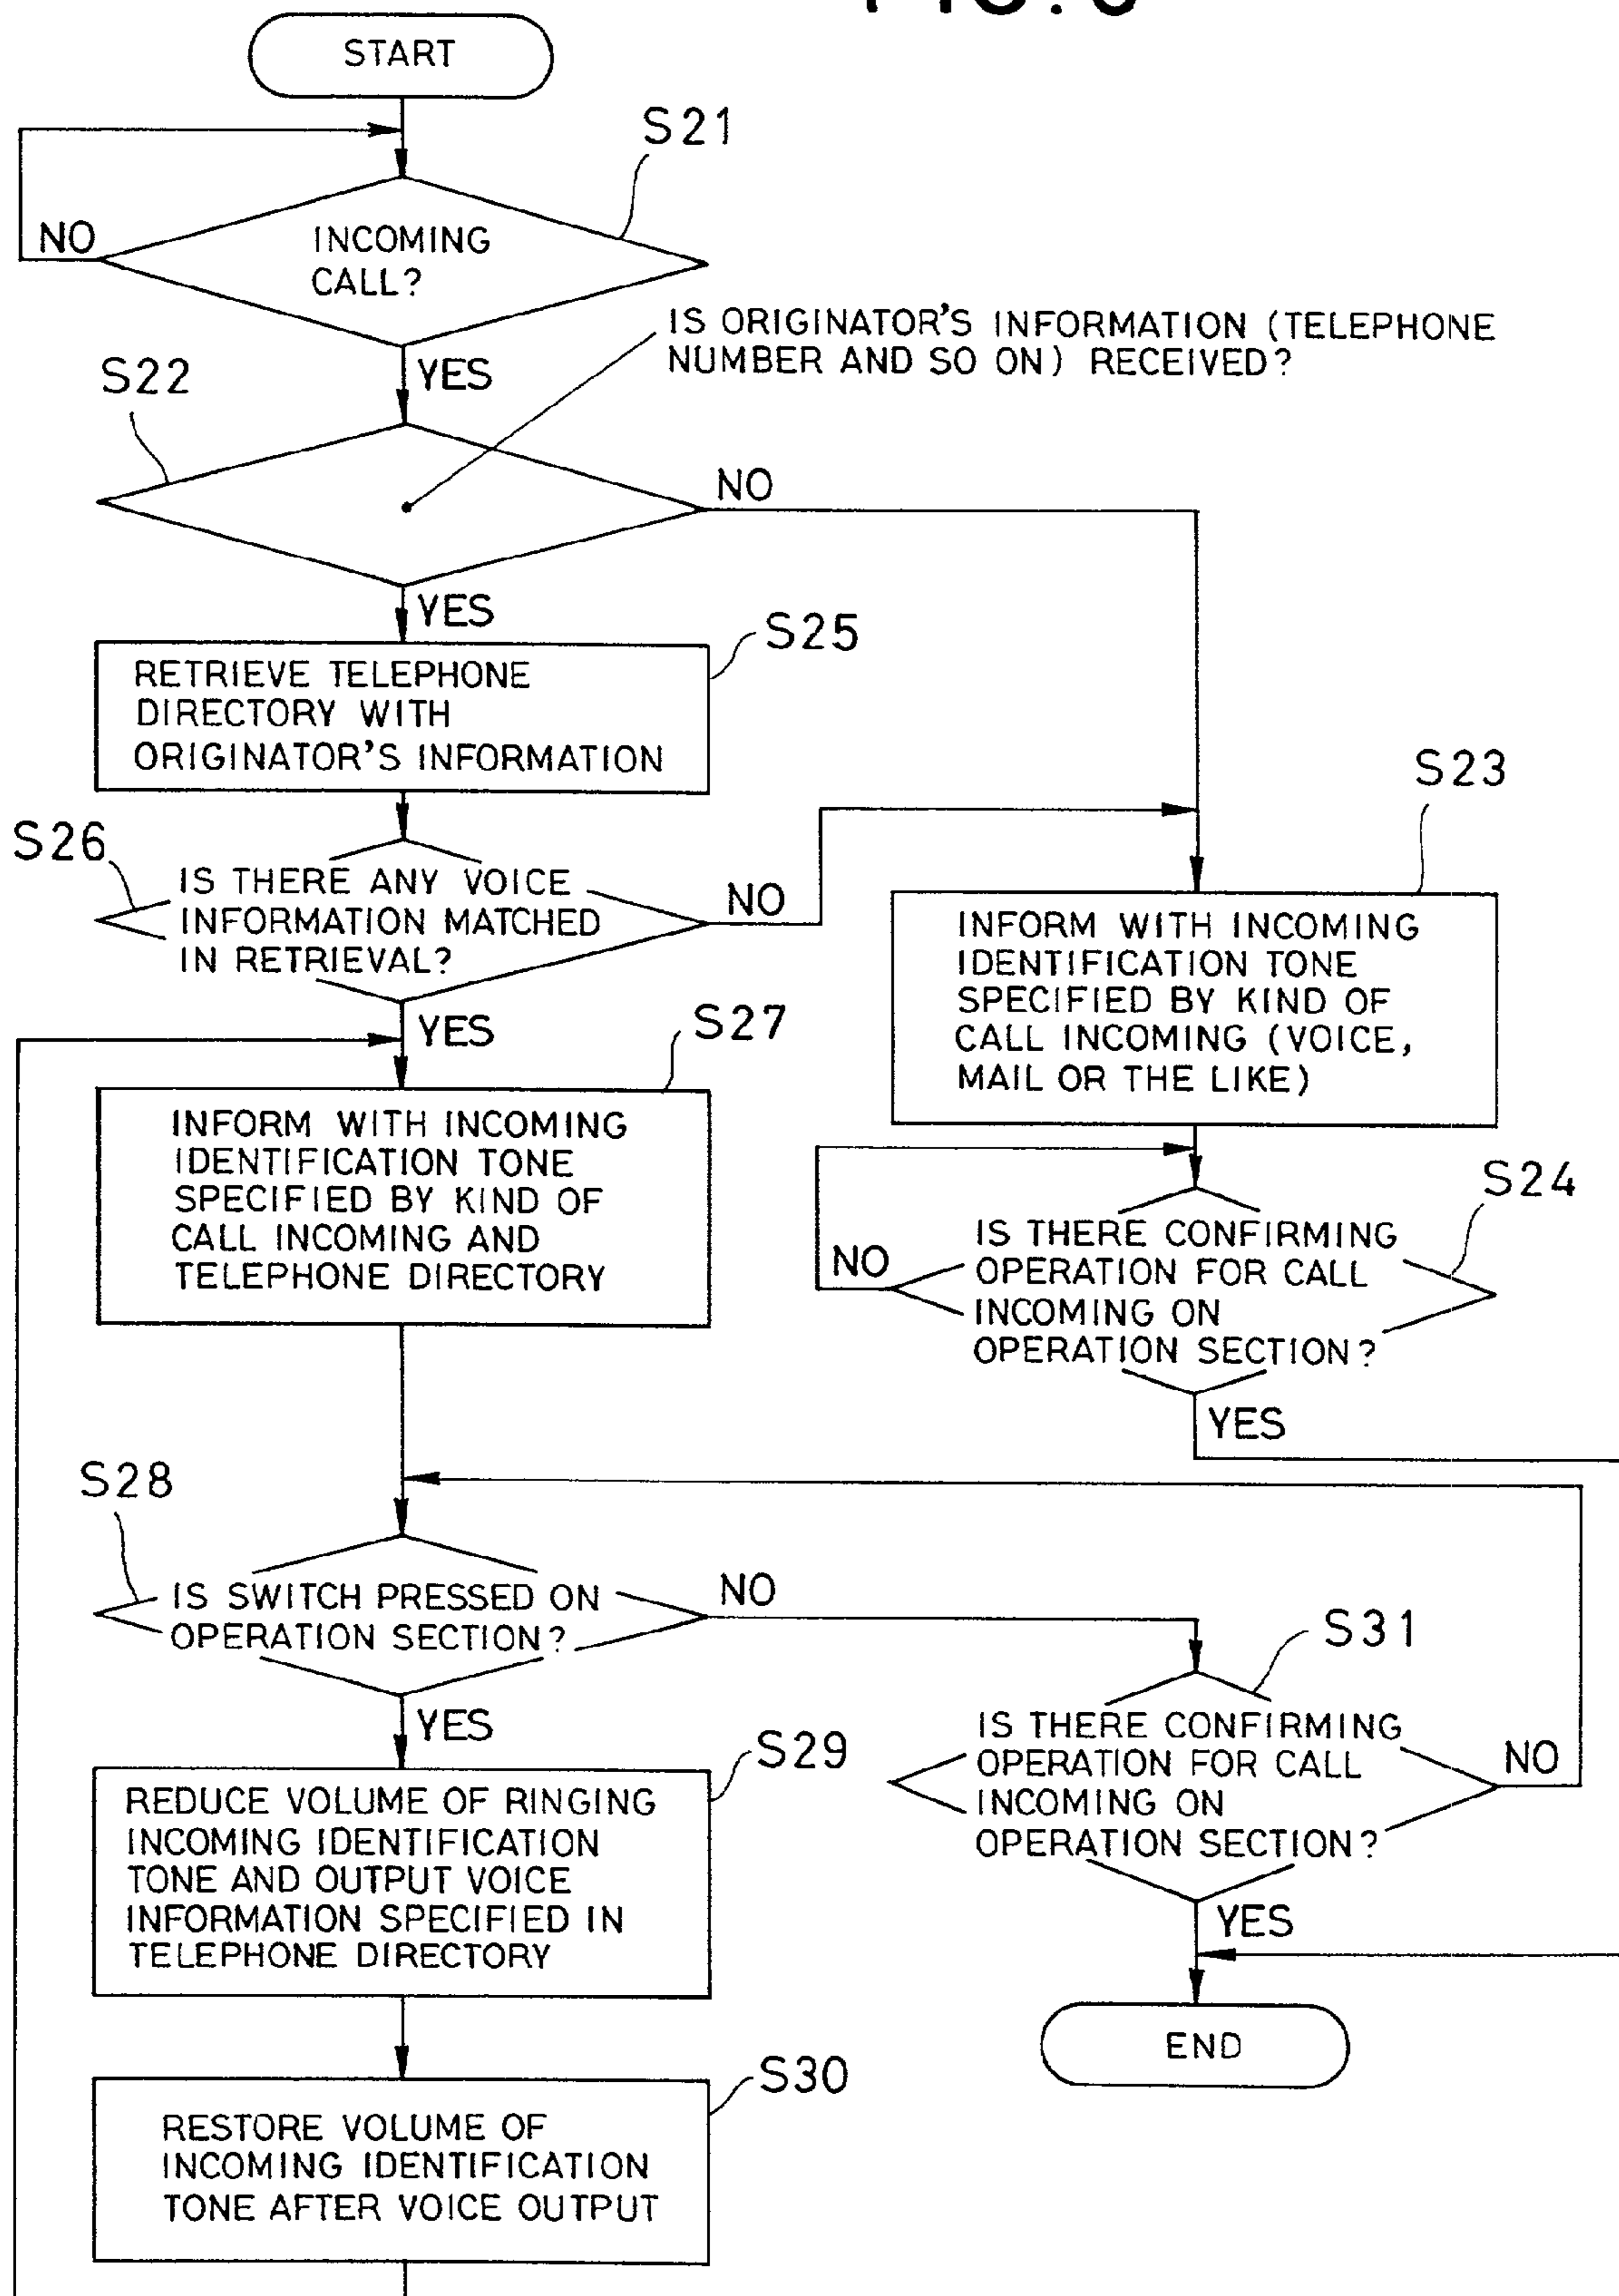 START
S21
NO
INCOMING
CALL?
IS ORIGINATOR'S INFORMATION (TELEPHONE
NUMBER AND SO ON) RECEIVED?
YES
S22
NO
YES
S25
RETRIEVE TELEPHONE
DIRECTORY WITH
ORIGINATOR'S INFORMATION
S23
S26
IS THERE ANY VOICE
INFORMATION MATCHED
IN RETRIEVAL?
NO
INFORM WITH INCOMING
IDENTIFICATION TONE
SPECIFIED BY KIND OF
CALL INCOMING (VOICE,
MAIL OR THE LIKE)
YES
S27
INFORM WITH INCOMING
IDENTIFICATION TONE
SPECIFIED BY KIND OF
CALL INCOMING AND
TELEPHONE DIRECTORY
S24
NO
IS THERE CONFIRMING
OPERATION FOR CALL
INCOMING ON
OPERATION SECTION?
YES
S28
IS SWITCH PRESSED ON
OPERATION SECTION?
NO
S31
YES
IS THERE CONFIRMING
OPERATION FOR CALL
INCOMING ON
OPERATION SECTION?
NO
S29
REDUCE VOLUME OF RINGING
INCOMING IDENTIFICATION
TONE AND OUTPUT VOICE
INFORMATION SPECIFIED IN
TELEPHONE DIRECTORY
YES
END
S30
RESTORE VOLUME OF
INCOMING IDENTIFICATION
TONE AFTER VOICE OUTPUT